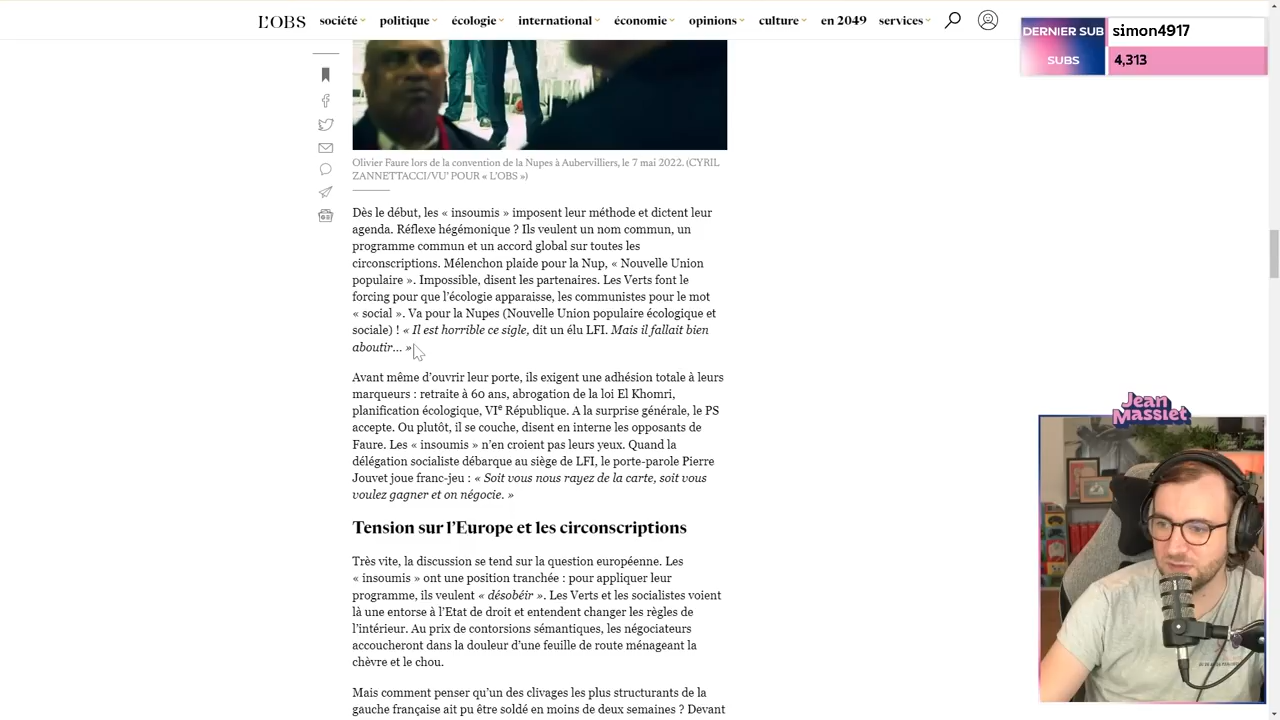 L'OBS société politique écologie international économie opinions culture en 2049 services
DERNIER SUB simon4917
SUBS 4,313
Olivier Faure lors de la convention de la Nupes à Aubervilliers, le 7 mai 2022. (CYRIL
ZANNETTACCI/VU' POUR « L'OBS »)
Dès le début, les « insoumis » imposent leur méthode et dictent leur
agenda. Réflexe hégémonique ? Ils veulent un nom commun, un
programme commun et un accord global sur toutes les
circonscriptions. Mélenchon plaide pour la Nup, « Nouvelle Union
populaire ». Impossible, disent les partenaires. Les Verts font le
forcing pour que l'écologie apparaisse, les communistes pour le mot
« social ». Va pour la Nupes (Nouvelle Union populaire écologique et
sociale) ! « Il est horrible ce sigle, dit un élu LFI. Mais il fallait bien
aboutir... »
Avant même d'ouvrir leur porte, ils exigent une adhésion totale à leurs
marqueurs : retraite à 60 ans, abrogation de la loi El Khomri,
planification écologique, VIe République. A la surprise générale, le PS
accepte. Ou plutôt, il se couche, disent en interne les opposants de
Faure. Les « insoumis » n'en croient pas leurs yeux. Quand la
délégation socialiste débarque au siège de LFI, le porte-parole Pierre
Jouvet joue franc-jeu : « Soit vous nous rayez de la carte, soit vous
voulez gagner et on négocie. »
Tension sur l'Europe et les circonscriptions
Très vite, la discussion se tend sur la question européenne. Les
« insoumis » ont une position tranchée : pour appliquer leur
programme, ils veulent « désobéir ». Les Verts et les socialistes voient
là une entorse à l'Etat de droit et entendent changer les règles de
l'intérieur. Au prix de contorsions sémantiques, les négociateurs
accoucheront dans la douleur d'une feuille de route ménageant la
chèvre et le chou.
Mais comment penser qu'un des clivages les plus structurants de la
gauche française ait pu être soldé en moins de deux semaines ? Devant
Jean
Massiet